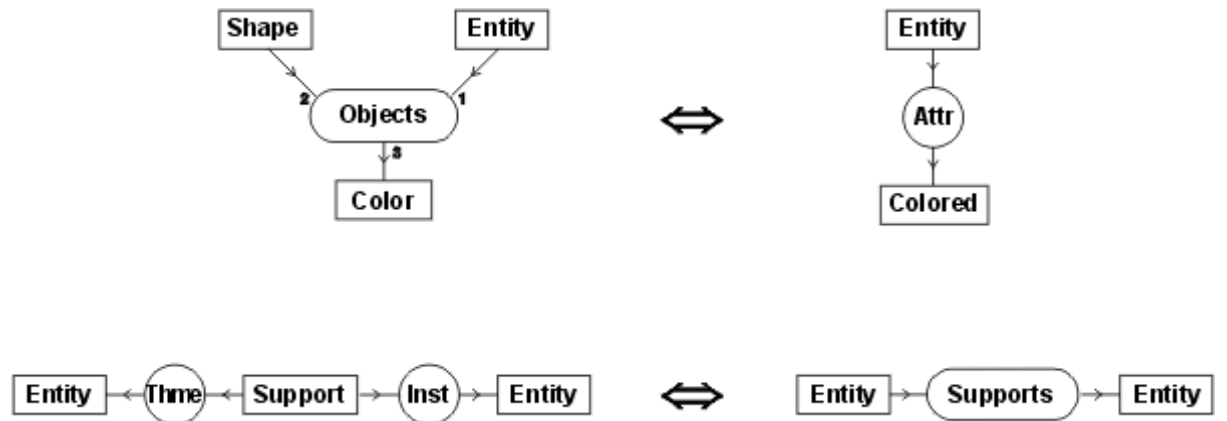 Shape Entity Entity
2 Objects 1 Attr
3
Color Colored
Entity Thme Support Inst Entity Entity Supports Entity